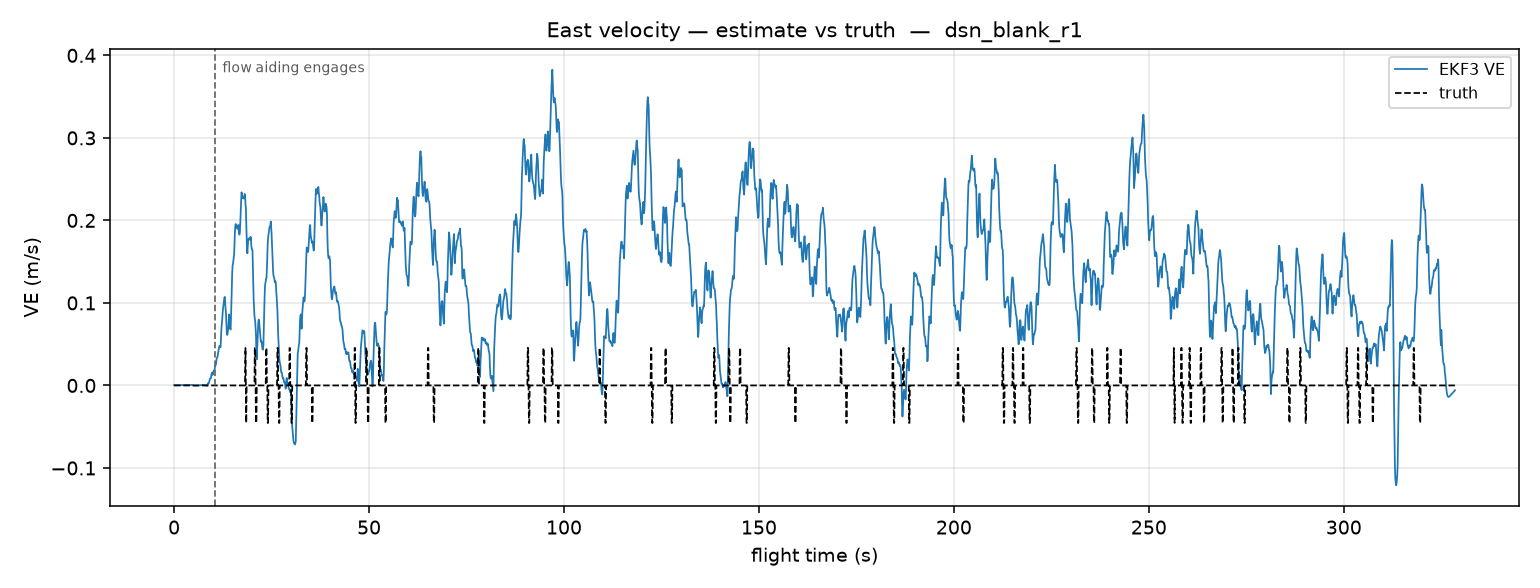 East velocity — estimate vs truth — dsn_blank_r1
flow aiding engages
EKF3 VE
truth
VE (m/s)
0.4
0.3
0.2
0.1
0.0
−0.1
0 50 100 150 200 250 300
flight time (s)